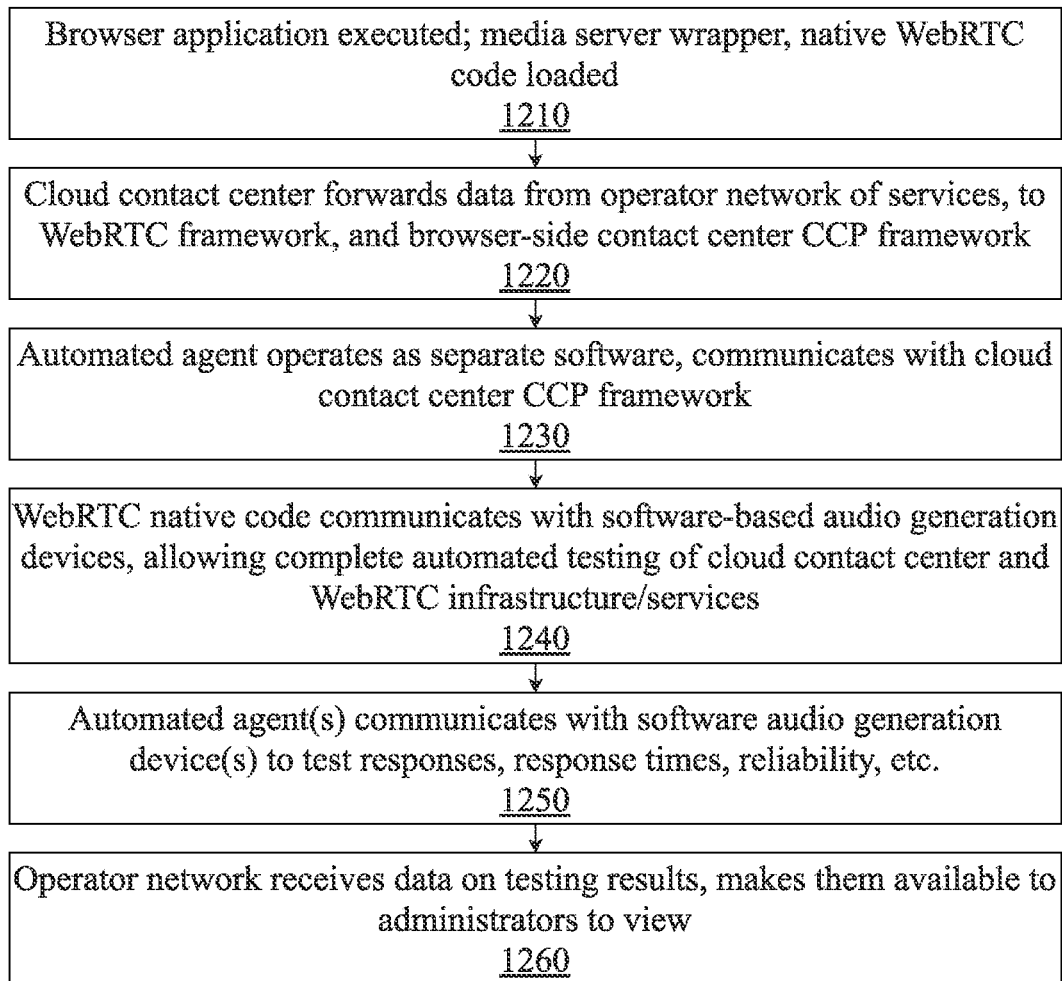 Browser application executed; media server wrapper, native WebRTC
code loaded
1210
Cloud contact center forwards data from operator network of services, to
WebRTC framework, and browser-side contact center CCP framework
1220
Automated agent operates as separate software, communicates with cloud
contact center CCP framework
1230
WebRTC native code communicates with software-based audio generation
devices, allowing complete automated testing of cloud contact center and
WebRTC infrastructure/services
1240
Automated agent(s) communicates with software audio generation
device(s) to test responses, response times, reliability, etc.
1250
Operator network receives data on testing results, makes them available to
administrators to view
1260